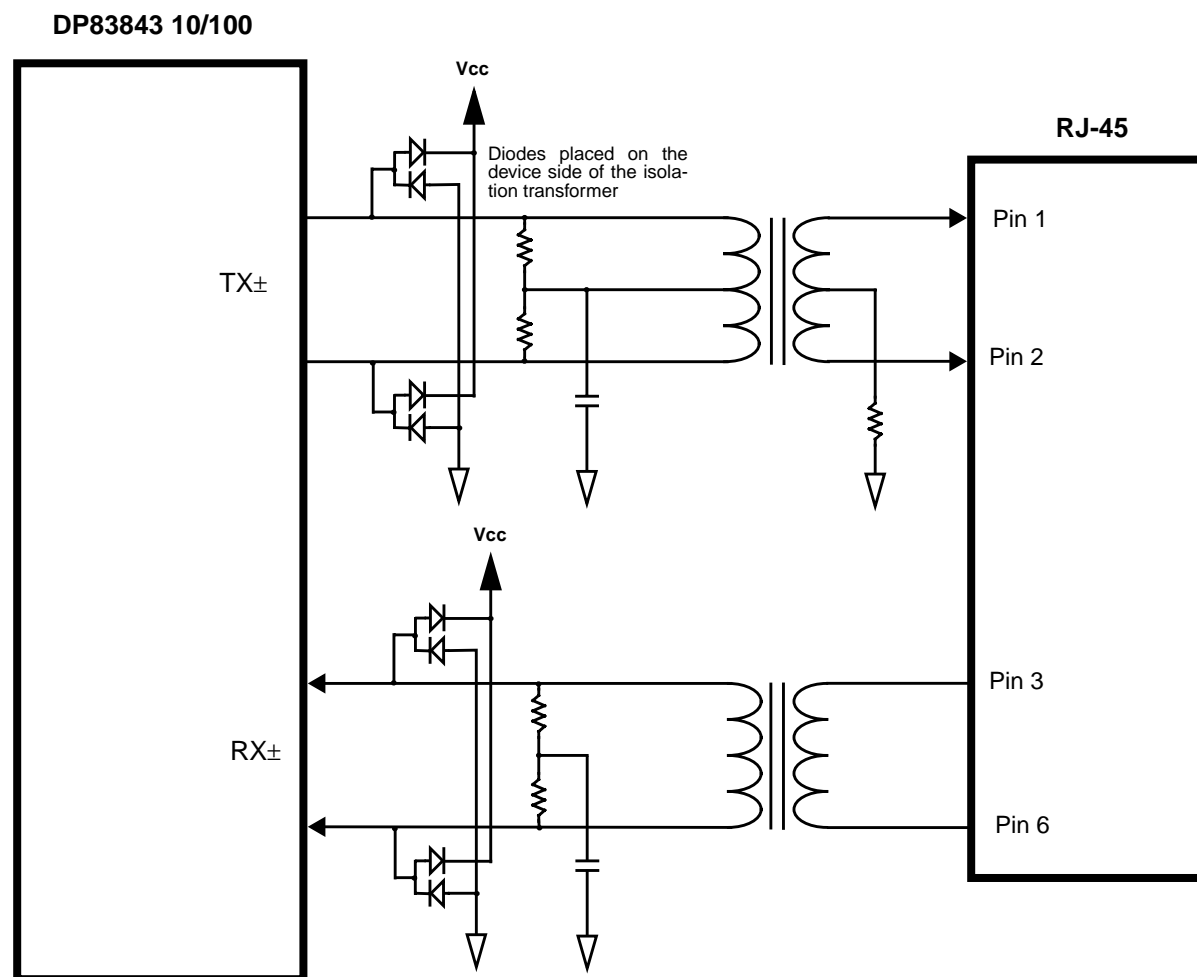 DP83843 10/100
Vcc
RJ-45
Diodes placed on the
device side of the isola-
tion transformer
Pin 1
TX±
Pin 2
Vcc
Pin 3
RX±
Pin 6